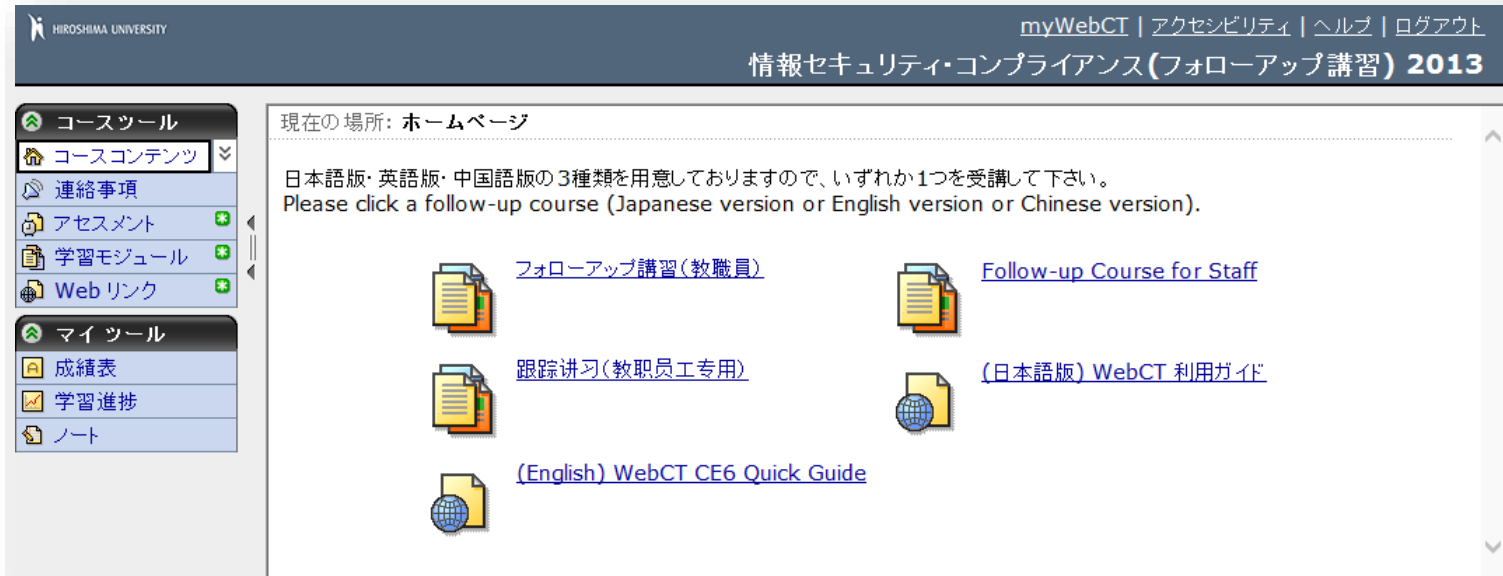 HIROSHIMA UNIVERSITY
myWebCT | アクセシビリティ | ヘルプ | ログアウト
情報セキュリティ・コンプライアンス(フォローアップ講習) 2013
コースツール
コースコンテンツ
連絡事項
アセスメント
学習モジュール
Web リンク
マイ ツール
成績表
学習進捗
ノート
現在の場所: ホームページ
日本語版・英語版・中国語版の3種類を用意しておりますので、いずれか1つを受講して下さい。
Please click a follow-up course (Japanese version or English version or Chinese version).
フォローアップ講習(教職員)
Follow-up Course for Staff
跟踪讲习(教职员工专用)
(日本語版) WebCT 利用ガイド
(English) WebCT CE6 Quick Guide